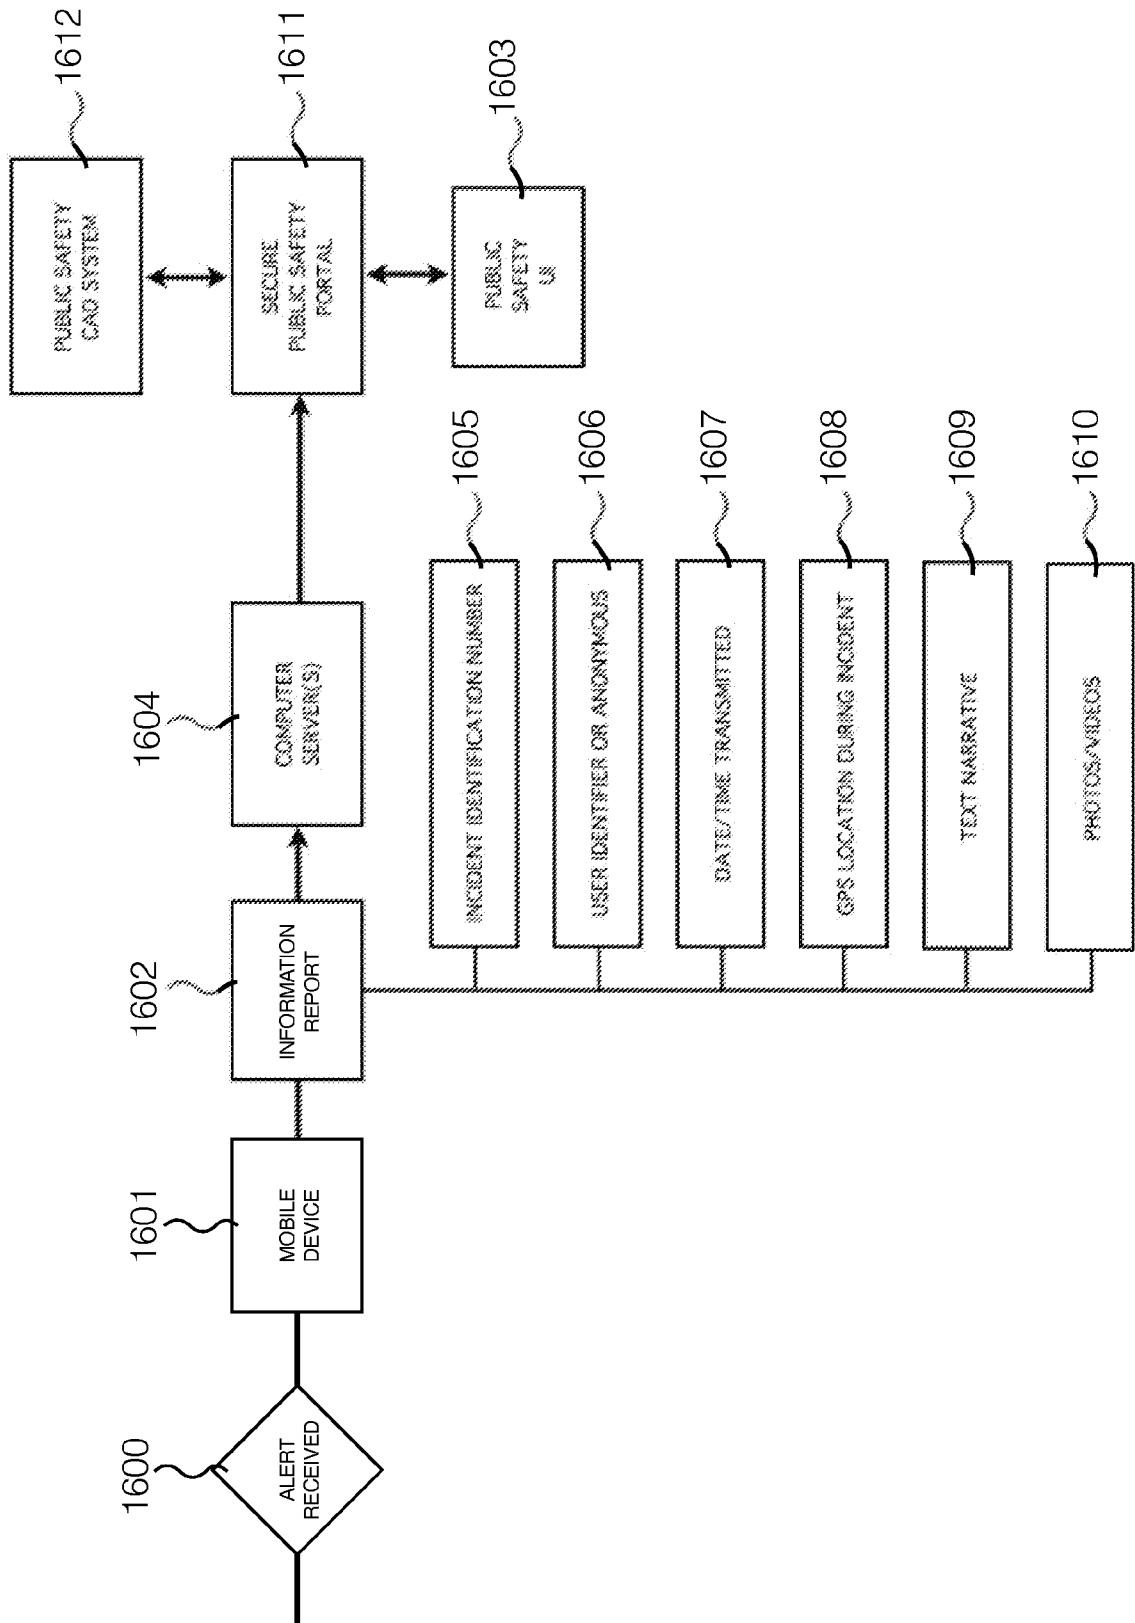 1600
ALERT
RECEIVED
1601
MOBILE
DEVICE
1602
INFORMATION
REPORT
1604
COMPUTER
SERVER(S)
1612
PUBLIC SAFETY
CAD SYSTEM
1611
SECURE
PUBLIC SAFETY
PORTAL
1603
PUBLIC
SAFETY
UI
INCIDENT IDENTIFICATION NUMBER
1605
USER IDENTIFIER OR ANONYMOUS
1606
DATE/TIME TRANSMITTED
1607
GPS LOCATION DURING INCIDENT
1608
TEXT NARRATIVE
1609
PHOTOS/VIDEOS
1610